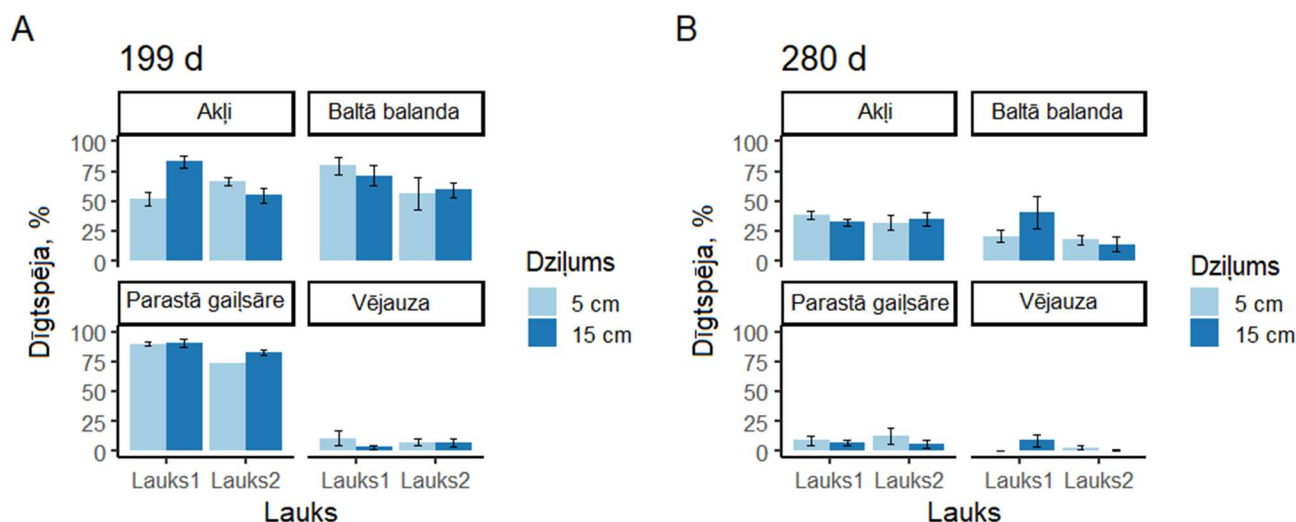 A
199 d
Akļi
Baltā balanda
100
75
50
25
0
Parastā gaiļsāre
Vējauza
100
75
50
25
0
Dīgtspēja, %
Lauks1 Lauks2
Lauks1 Lauks2
Lauks
Dziļums
5 cm
15 cm
B
280 d
Akļi
Baltā balanda
100
75
50
25
0
Parastā gaiļsāre
Vējauza
100
75
50
25
0
Dīgtspēja, %
Lauks1 Lauks2
Lauks1 Lauks2
Lauks
Dziļums
5 cm
15 cm